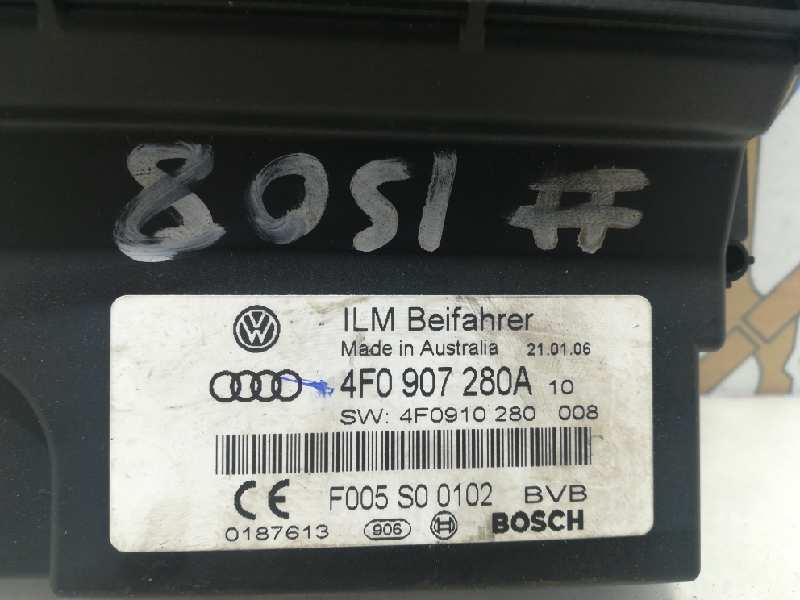 8051#
ILM Beifahrer
Made in Australia 21.01.06
4F0 907 280A 10
SW: 4F0910 280 008
CE F005 S0 0102 BVB
0187613 906 BOSCH